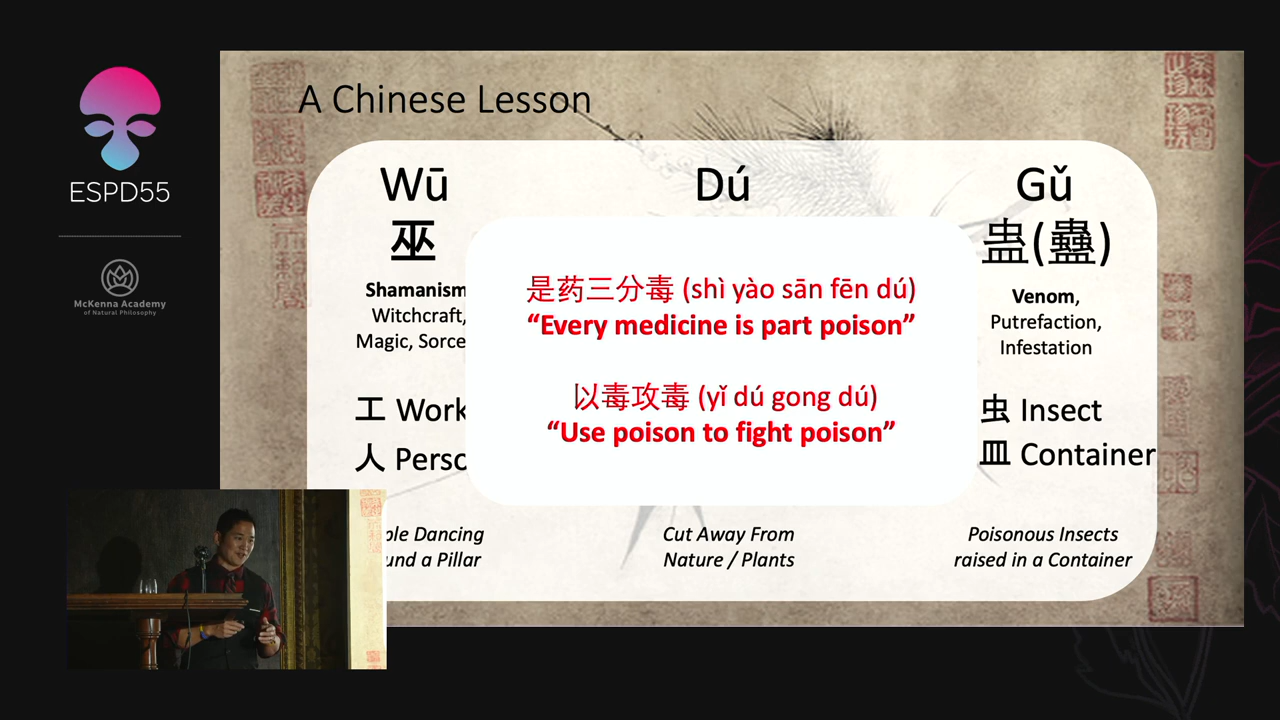 ESPD55
McKenna Academy
of Natural Philosophy
A Chinese Lesson
Wū
巫
Shamanism
Witchcraft,
Magic, Sorce
工 Work
人 Perso
ple Dancing
und a Pillar
Dú
是药三分毒 (shì yào sān fēn dú)
“Every medicine is part poison”
以毒攻毒 (yǐ dú gong dú)
“Use poison to fight poison”
Cut Away From
Nature / Plants
Gǔ
蛊(蠱)
Venom,
Putrefaction,
Infestation
虫 Insect
皿 Container
Poisonous Insects
raised in a Container